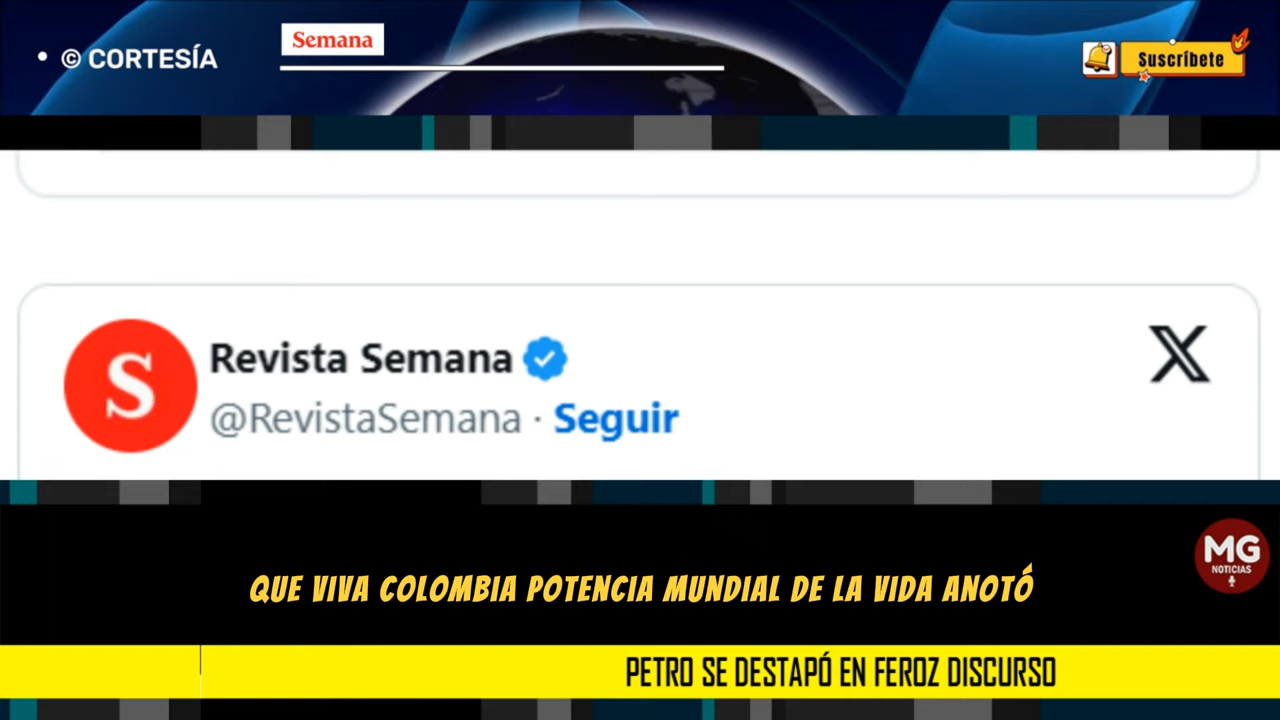 • © CORTESÍA
Semana
Suscríbete
S
Revista Semana
@RevistaSemana · Seguir
X
MG
NOTICIAS
QUE VIVA COLOMBIA POTENCIA MUNDIAL DE LA VIDA ANOTÓ
PETRO SE DESTAPÓ EN FEROZ DISCURSO